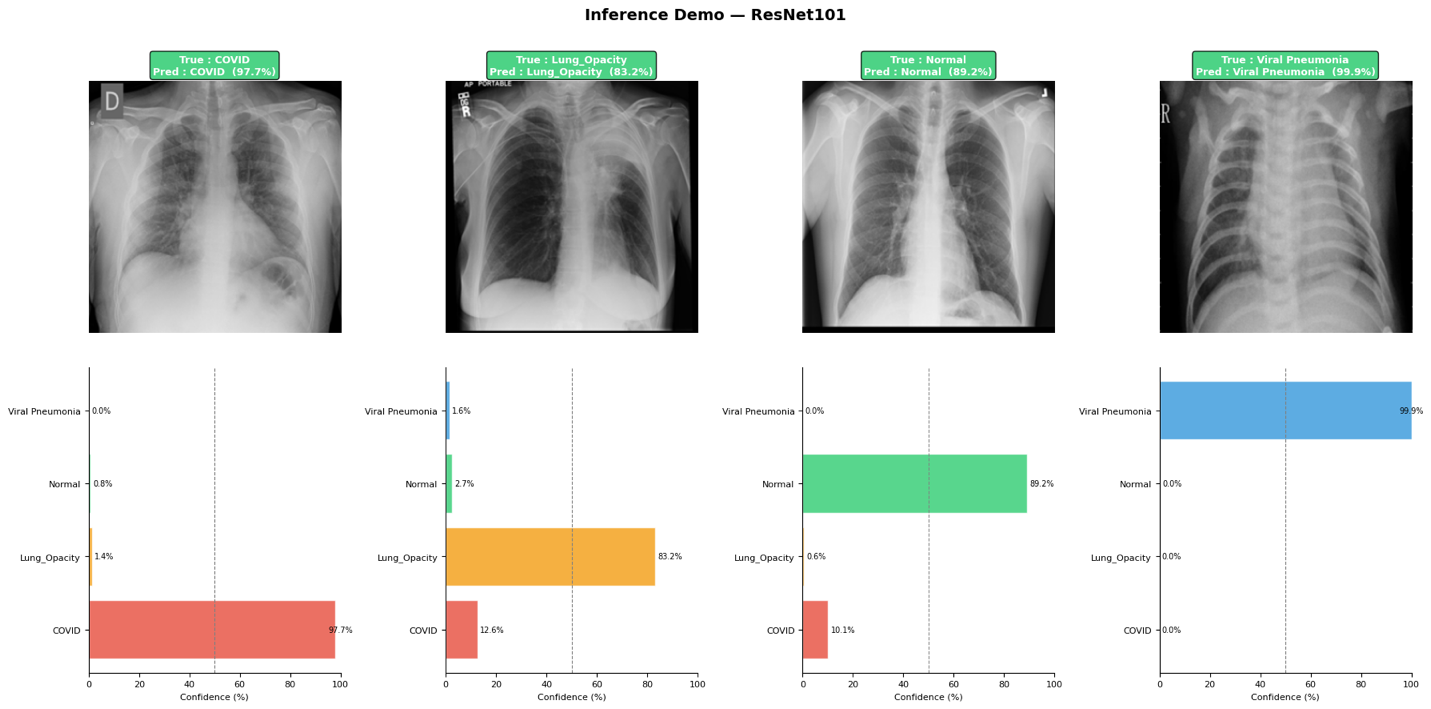 Inference Demo — ResNet101
True : COVID
Pred : COVID (97.7%)
D
True : Lung_Opacity
Pred : Lung_Opacity (83.2%)
AP PORTABLE
R
True : Normal
Pred : Normal (89.2%)
True : Viral Pneumonia
Pred : Viral Pneumonia (99.9%)
R
Viral Pneumonia
0.0%
Normal
0.8%
Lung_Opacity
1.4%
COVID
97.7%
0 20 40 60 80 100
Confidence (%)
Viral Pneumonia
1.6%
Normal
2.7%
Lung_Opacity
83.2%
COVID
12.6%
0 20 40 60 80 100
Confidence (%)
Viral Pneumonia
0.0%
Normal
89.2%
Lung_Opacity
0.6%
COVID
10.1%
0 20 40 60 80 100
Confidence (%)
Viral Pneumonia
99.9%
Normal
0.0%
Lung_Opacity
0.0%
COVID
0.0%
0 20 40 60 80 100
Confidence (%)